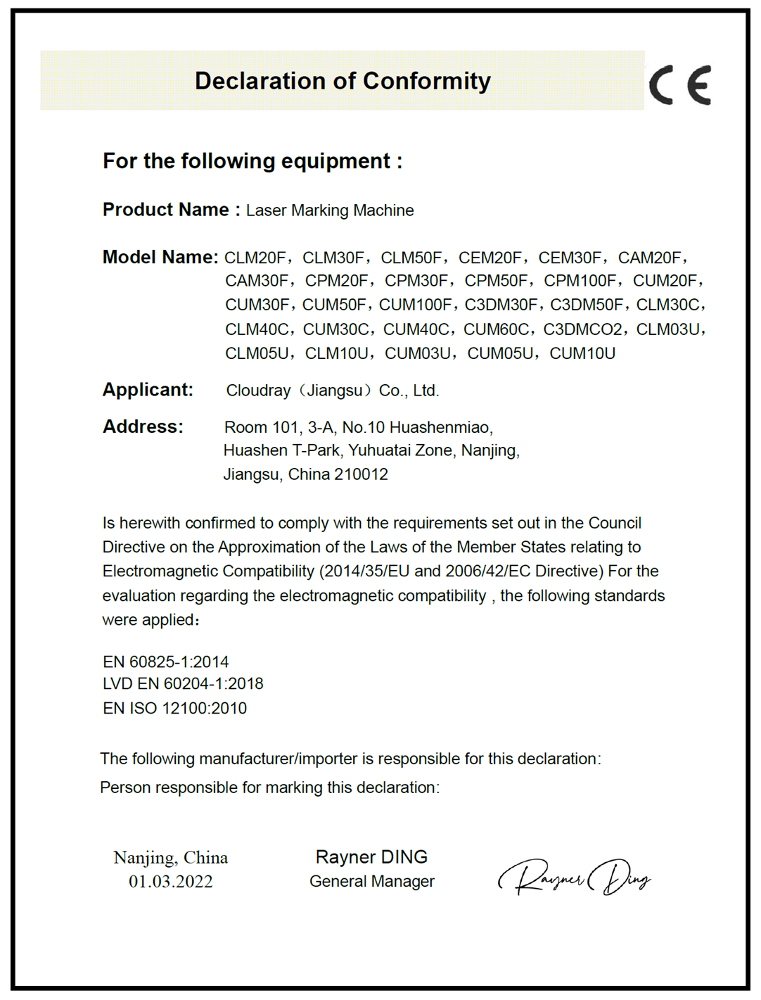 Declaration of Conformity
CE
For the following equipment :
Product Name : Laser Marking Machine
Model Name: CLM20F，CLM30F，CLM50F，CEM20F，CEM30F，CAM20F，
CAM30F，CPM20F，CPM30F，CPM50F，CPM100F，CUM20F，
CUM30F，CUM50F，CUM100F，C3DM30F，C3DM50F，CLM30C，
CLM40C，CUM30C，CUM40C，CUM60C，C3DMCO2，CLM03U，
CLM05U，CLM10U，CUM03U，CUM05U，CUM10U
Applicant: Cloudray（Jiangsu）Co., Ltd.
Address: Room 101, 3-A, No.10 Huashenmiao,
Huashen T-Park, Yuhuatai Zone, Nanjing,
Jiangsu, China 210012
Is herewith confirmed to comply with the requirements set out in the Council
Directive on the Approximation of the Laws of the Member States relating to
Electromagnetic Compatibility (2014/35/EU and 2006/42/EC Directive) For the
evaluation regarding the electromagnetic compatibility , the following standards
were applied：
EN 60825-1:2014
LVD EN 60204-1:2018
EN ISO 12100:2010
The following manufacturer/importer is responsible for this declaration:
Person responsible for marking this declaration:
Nanjing, China Rayner DING
01.03.2022 General Manager Rayner Ding